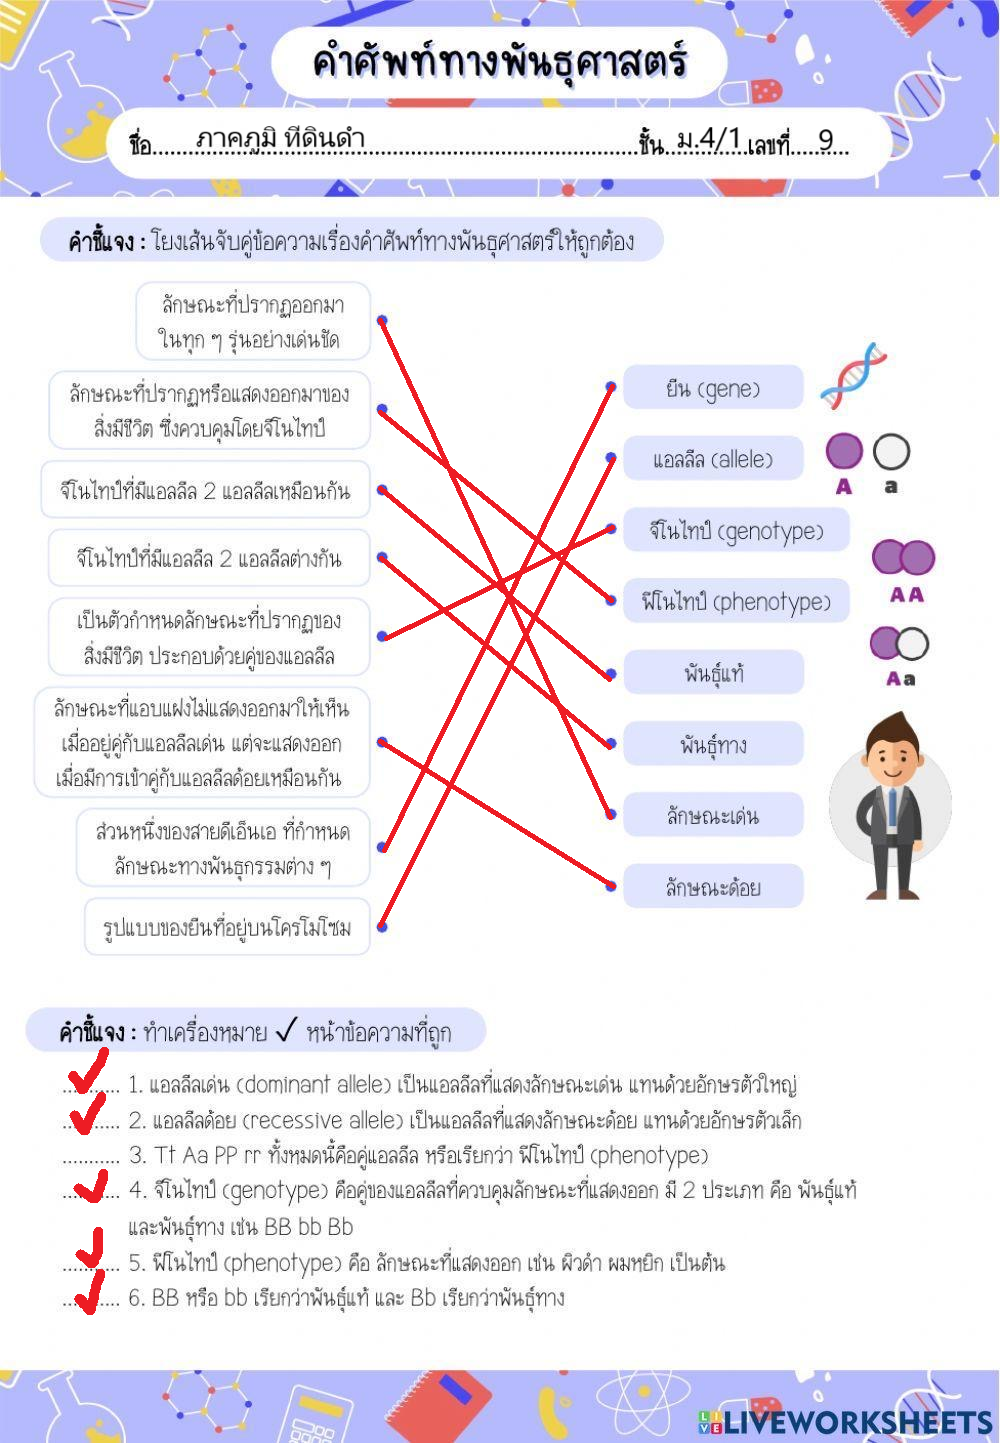 คำศัพท์ทางพันธุศาสตร์
ชื่อ......ภาคภูมิ ทีดินดำ......ชั้น..ม.4/1..เลขที่.....9...
คำชี้แจง : โยงเส้นจับคู่ข้อความเรื่องคำศัพท์ทางพันธุศาสตร์ให้ถูกต้อง
ลักษณะที่ปรากฏออกมา
ในทุก ๆ รุ่นอย่างเด่นชัด
ลักษณะที่ปรากฏหรือแสดงออกมาของ
สิ่งมีชีวิต ซึ่งควบคุมโดยจีโนไทป์
จีโนไทป์ที่มีแอลลีล 2 แอลลีลเหมือนกัน
จีโนไทป์ที่มีแอลลีล 2 แอลลีลต่างกัน
เป็นตัวกำหนดลักษณะที่ปรากฏของ
สิ่งมีชีวิต ประกอบด้วยคู่ของแอลลีล
ลักษณะที่แอบแฝงไม่แสดงออกมาให้เห็น
เมื่ออยู่คู่กับแอลลีลเด่น แต่จะแสดงออก
เมื่อมีการเข้าคู่กับแอลลีลด้อยเหมือนกัน
ส่วนหนึ่งของสายดีเอ็นเอ ที่กำหนด
ลักษณะทางพันธุกรรมต่าง ๆ
รูปแบบของยีนที่อยู่บนโครโมโซม
ยีน (gene)
แอลลีล (allele)
จีโนไทป์ (genotype)
ฟีโนไทป์ (phenotype)
พันธุ์แท้
พันธุ์ทาง
ลักษณะเด่น
ลักษณะด้อย
A a
AA
Aa
คำชี้แจง : ทำเครื่องหมาย ✓ หน้าข้อความที่ถูก
✓ 1. แอลลีลเด่น (dominant allele) เป็นแอลลีลที่แสดงลักษณะเด่น แทนด้วยอักษรตัวใหญ่
✓ 2. แอลลีลด้อย (recessive allele) เป็นแอลลีลที่แสดงลักษณะด้อย แทนด้วยอักษรตัวเล็ก
........... 3. Tt Aa PP rr ทั้งหมดนี้คือคู่แอลลีล หรือเรียกว่า ฟีโนไทป์ (phenotype)
✓ 4. จีโนไทป์ (genotype) คือคู่ของแอลลีลที่ควบคุมลักษณะที่แสดงออก มี 2 ประเภท คือ พันธุ์แท้
และพันธุ์ทาง เช่น BB bb Bb
✓ 5. ฟีโนไทป์ (phenotype) คือ ลักษณะที่แสดงออก เช่น ผิวดำ ผมหยิก เป็นต้น
✓ 6. BB หรือ bb เรียกว่าพันธุ์แท้ และ Bb เรียกว่าพันธุ์ทาง
LIVE LIVEWORKSHEETS